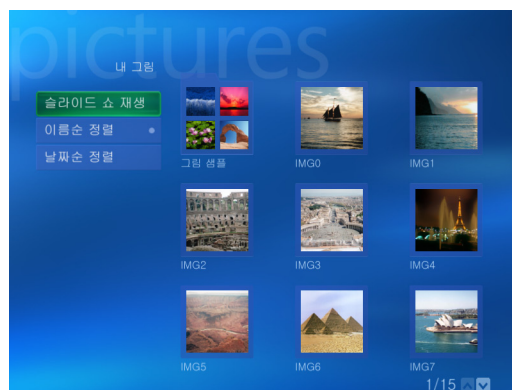 pictures
내 그림
슬라이드 쇼 재생
이름순 정렬
날짜순 정렬
그림 샘플
IMG0
IMG1
IMG2
IMG3
IMG4
IMG5
IMG6
IMG7
1/15